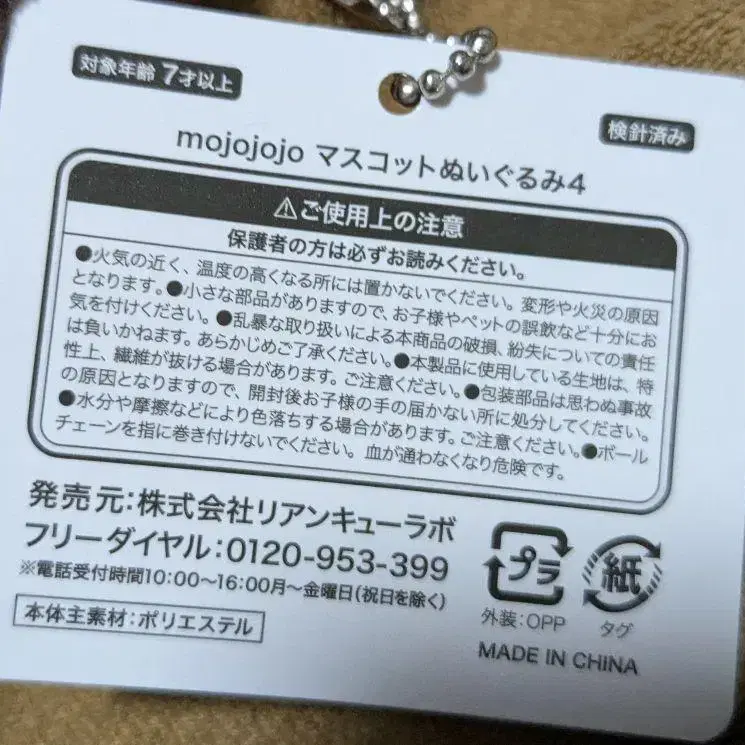 対象年齢 7才以上
検針済み
mojojojo マスコットぬいぐるみ4
⚠ご使用上の注意
保護者の方は必ずお読みください。
●火気の近く、温度の高くなる所には置かないでください。変形や火災の原因
となります。●小さな部品がありますので、お子様やペットの誤飲など十分にお
気を付けください。●乱暴な取り扱いによる本商品の破損、紛失についての責任
は負いかねます。あらかじめご了承ください。●本製品に使用している生地は、特
性上、繊維が抜ける場合があります。ご注意ください。●包装部品は思わぬ事故
の原因となりますので、開封後お子様の手の届かない所に処分してください。
●水分や摩擦などにより色落ちする場合があります。ご注意ください。●ボール
チェーンを指に巻き付けないでください。血が通わなくなり危険です。
発売元:株式会社リアンキューラボ
フリーダイヤル:0120-953-399
※電話受付時間10:00～16:00月～金曜日(祝日を除く)
本体主素材:ポリエステル
プラ
紙
外装:OPP
タグ
MADE IN CHINA